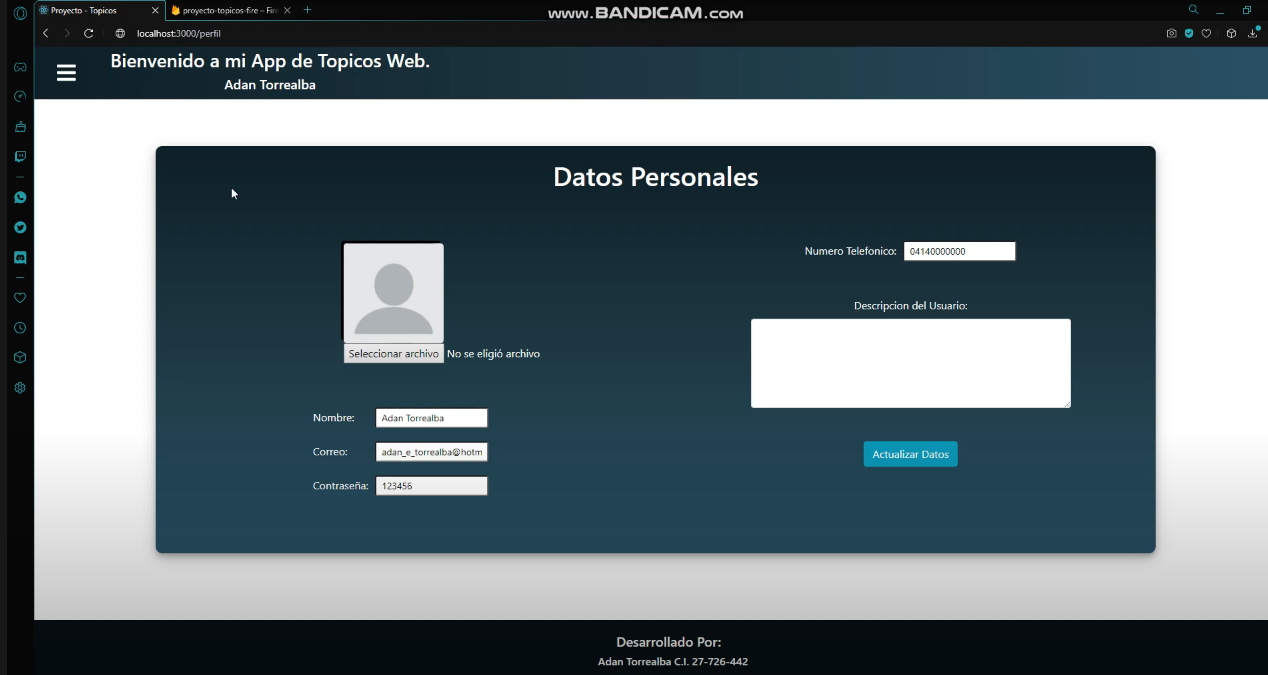 Proyecto - Topicos
proyecto-topicos-fire – Fire
www.BANDICAM.com
localhost:3000/perfil
Bienvenido a mi App de Topicos Web.
Adan Torrealba
Datos Personales
Seleccionar archivo No se eligió archivo
Nombre: Adan Torrealba
Correo: adan_e_torrealba@hotm
Contraseña: 123456
Numero Telefonico: 04140000000
Descripcion del Usuario:
Actualizar Datos
Desarrollado Por:
Adan Torrealba C.I. 27-726-442